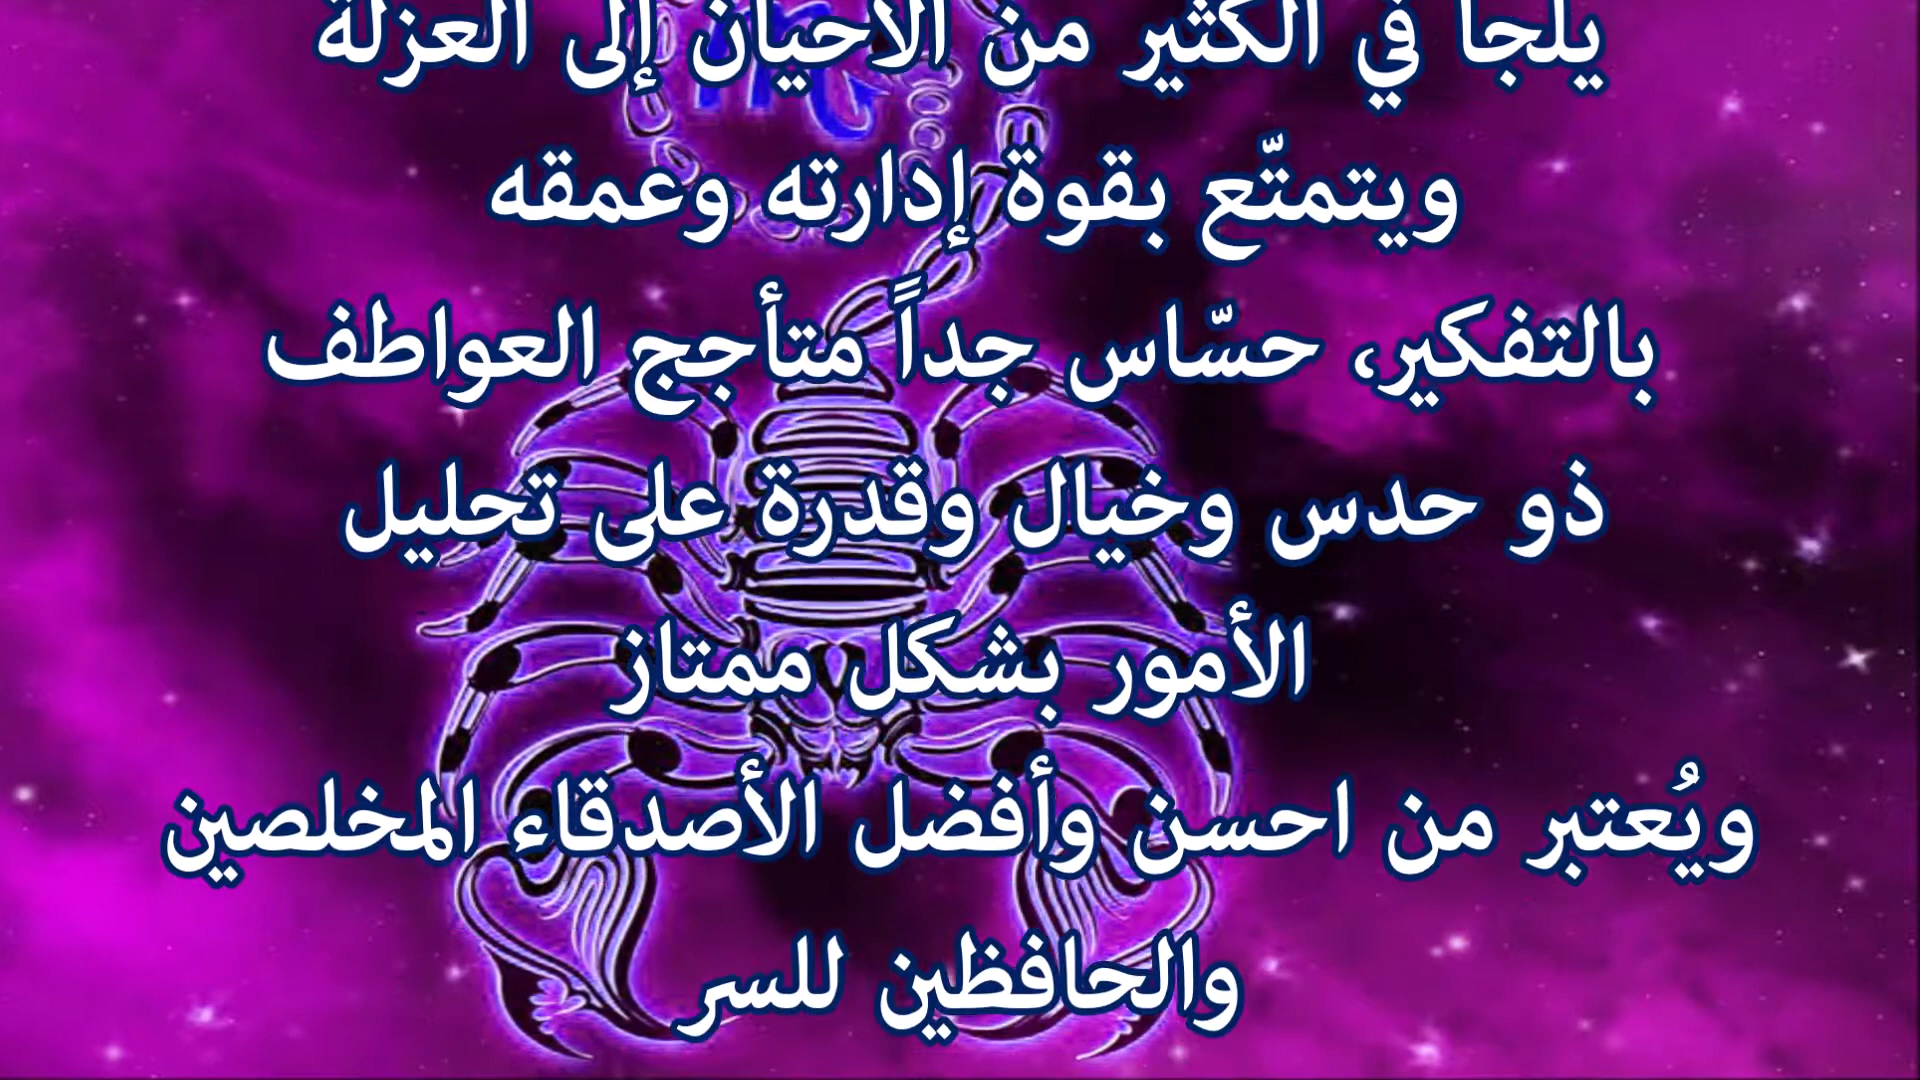 يلجأ في الكثير من الأحيان إلى العزلة
ويتمتّع بقوة إدارته وعمقه
بالتفكير، حسّاس جداً متأجج العواطف
ذو حدس وخيال وقدرة على تحليل
الأمور بشكل ممتاز
ويُعتبر من احسن وأفضل الأصدقاء المخلصين
والحافظين للسر